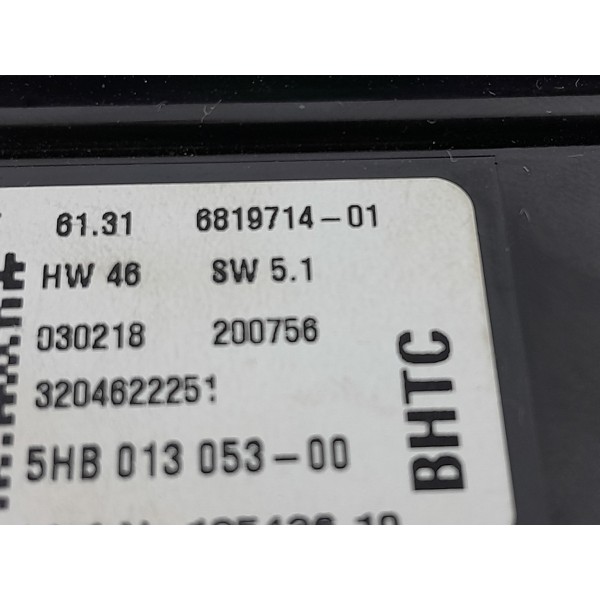 61.31 6819714-01
HW 46 SW 5.1
030218 200756
3204622251
5HB 013 053-00
BHTC